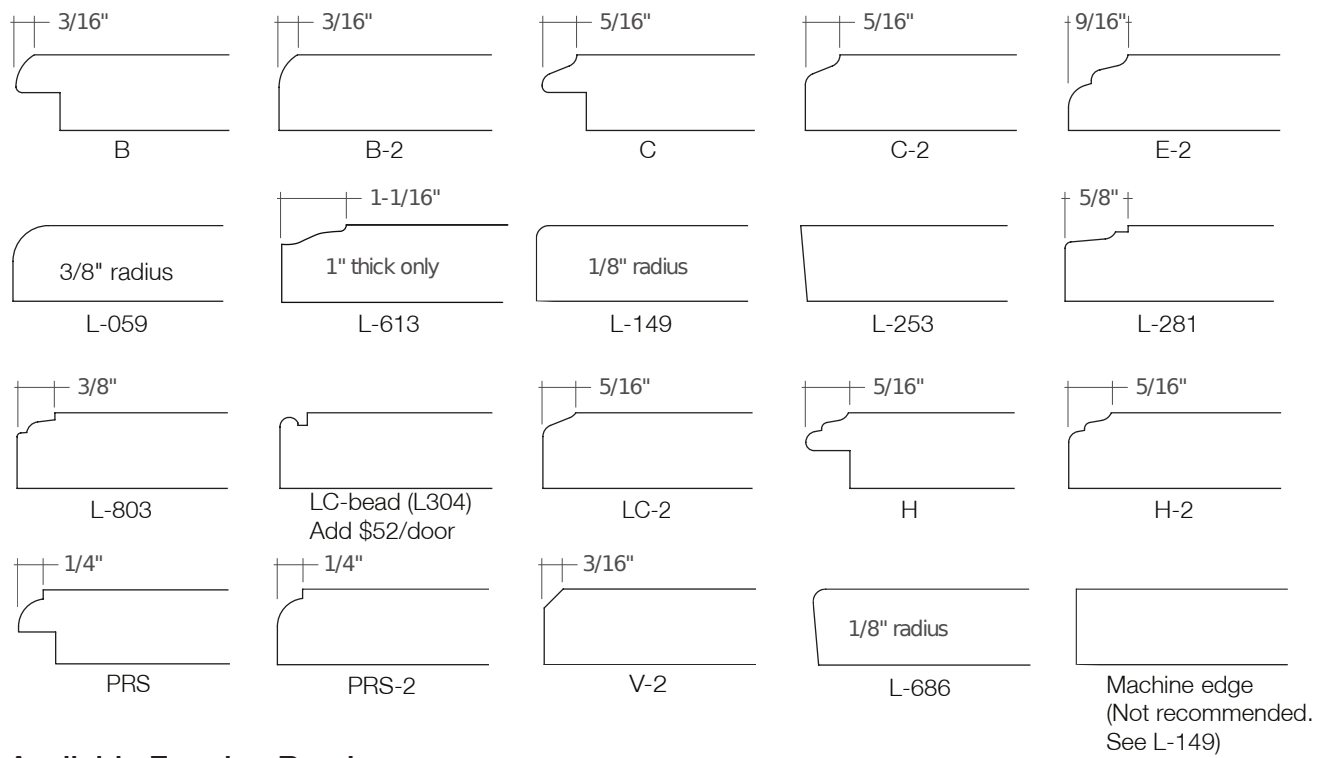 3/16"
3/16"
5/16"
5/16"
9/16"
B
B-2
C
C-2
E-2
1-1/16"
5/8"
3/8" radius
1" thick only
1/8" radius
L-059
L-613
L-149
L-253
L-281
3/8"
5/16"
5/16"
5/16"
L-803
LC-bead (L304)
Add $52/door
LC-2
H
H-2
1/4"
1/4"
3/16"
1/8" radius
PRS
PRS-2
V-2
L-686
Machine edge
(Not recommended.
See L-149)